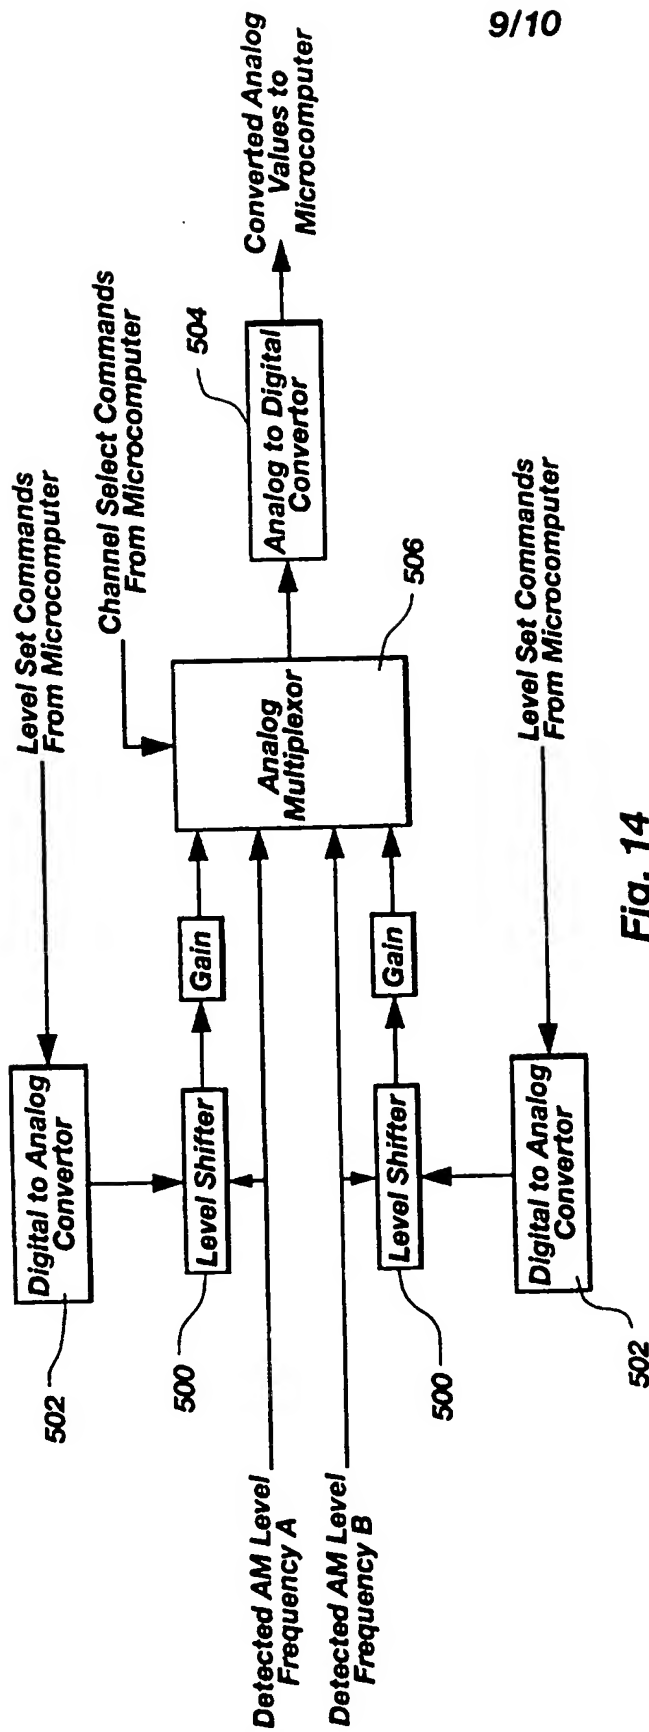 9/10
Level Set Commands
From Microcomputer
Channel Select Commands
From Microcomputer
Converted Analog
Values to
Microcomputer
Digital to Analog
Convertor
502
504
Analog to Digital
Convertor
Level Shifter
500
Gain
Analog
Multiplexor
506
Detected AM Level
Frequency A
Detected AM Level
Frequency B
Level Shifter
500
Gain
Digital to Analog
Convertor
502
Level Set Commands
From Microcomputer
Fig. 14